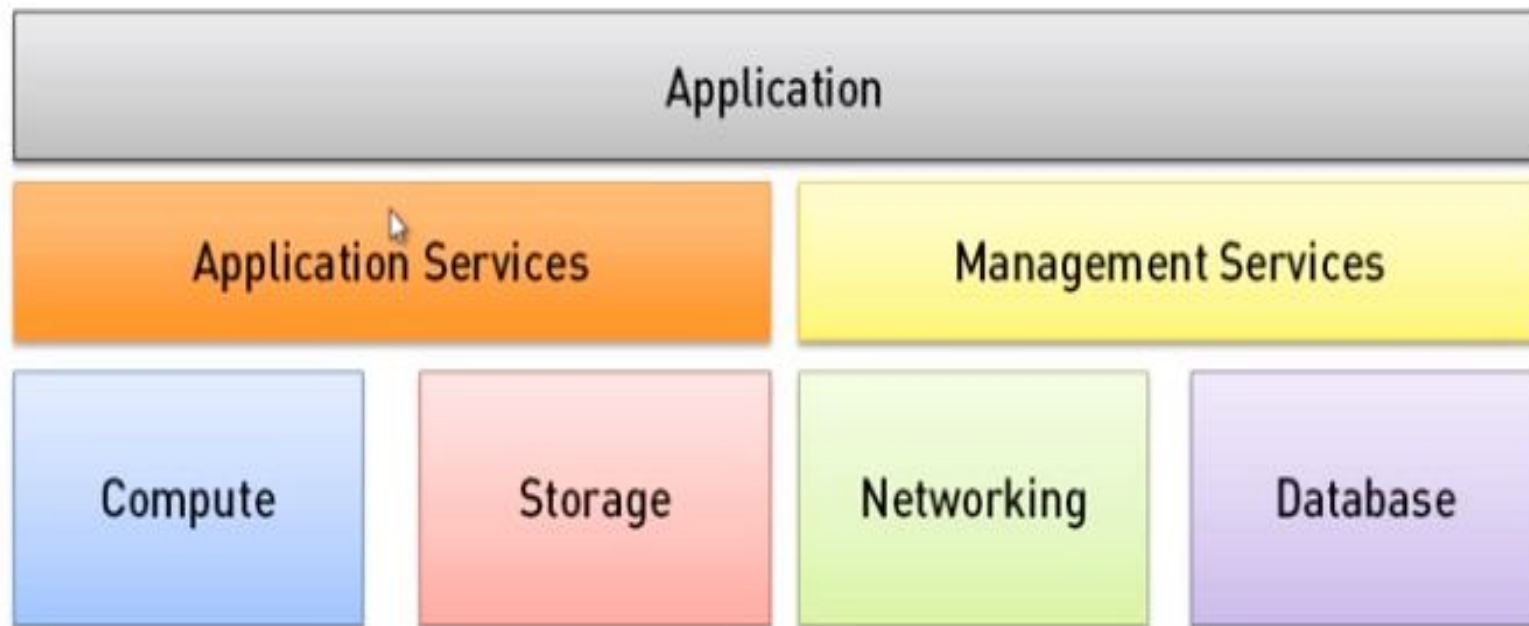 Application
Application Services
Management Services
Compute
Storage
Networking
Database